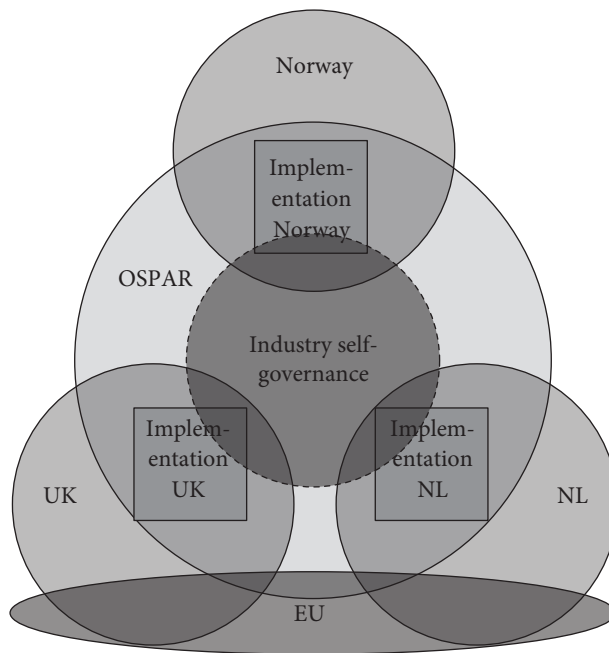 Norway
Implem-
entation
Norway
OSPAR
Industry self-
governance
Implem-
entation
UK
Implem-
entation
NL
UK
NL
EU